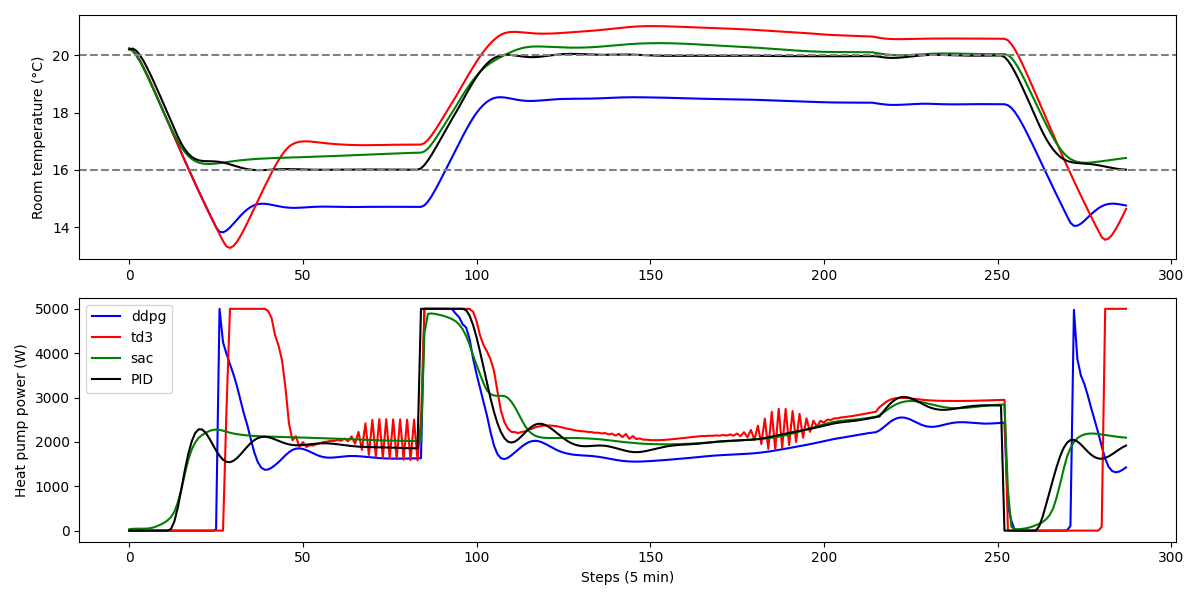 Room temperature (°C)
20
18
16
14
0 50 100 150 200 250 300
Heat pump power (W)
5000
4000
3000
2000
1000
0
ddpg
td3
sac
PID
0 50 100 150 200 250 300
Steps (5 min)